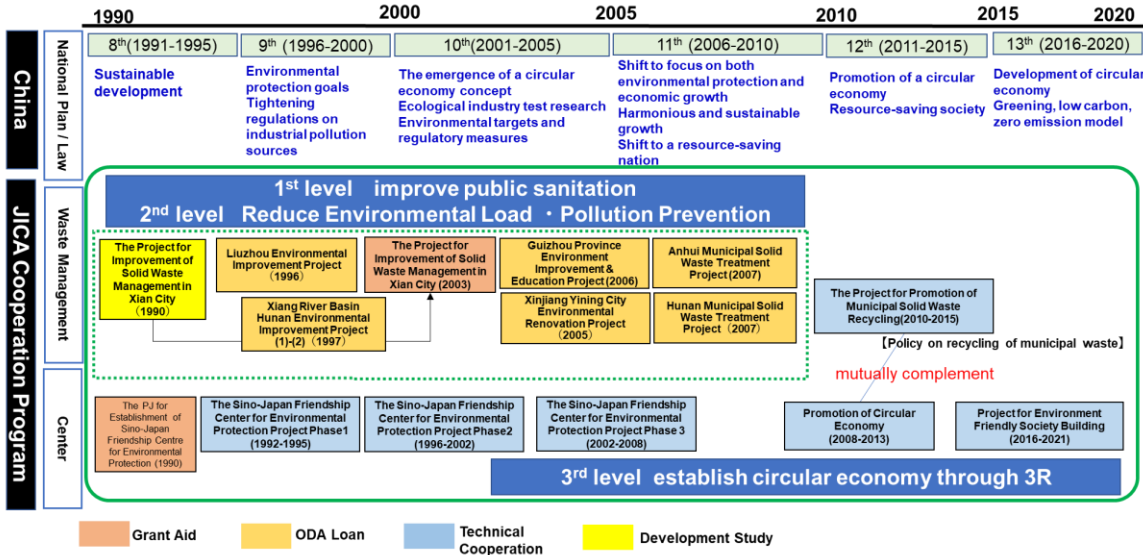 1990
2000
2005
2010
2015
2020
China
National Plan / Law
8th(1991-1995)
9th (1996-2000)
10th(2001-2005)
11th (2006-2010)
12th (2011-2015)
13th (2016-2020)
Sustainable
development
Environmental
protection goals
Tightening
regulations on
industrial pollution
sources
The emergence of a circular
economy concept
Ecological industry test research
Environmental targets and
regulatory measures
Shift to focus on both
environmental protection and
economic growth
Harmonious and sustainable
growth
Shift to a resource-saving
nation
Promotion of a circular
economy
Resource-saving society
Development of circular
economy
Greening, low carbon,
zero emission model
JICA Cooperation Program
Waste Management
1st level improve public sanitation
2nd level Reduce Environmental Load・Pollution Prevention
The Project for
Improvement of
Solid Waste
Management in
Xian City
(1990)
Liuzhou Environmental
Improvement Project
（1996)
Xiang River Basin
Hunan Environmental
Improvement Project
(1)-(2)（1997)
The Project for
Improvement of Solid
Waste Management in
Xian City (2003)
Guizhou Province
Environment
Improvement &
Education Project(2006)
Xinjiang Yining City
Environmental
Renovation Project
(2005)
Anhui Municipal Solid
Waste Treatment
Project(2007)
Hunan Municipal Solid
Waste Treatment
Project（2007)
The Project for Promotion of
Municipal Solid Waste
Recycling(2010-2015)
【Policy on recycling of municipal waste】
mutually complement
Center
The PJ for
Establishment of
Sino-Japan
Friendship Centre
for Environmental
Protection (1990)
The Sino-Japan Friendship
Center for Environmental
Protection Project Phase1
(1992-1995)
The Sino-Japan Friendship
Center for Environmental
Protection Project Phase2
(1996-2002)
The Sino-Japan Friendship
Center for Environmental
Protection Project Phase 3
(2002-2008)
Promotion of Circular
Economy
(2008-2013)
Project for Environment
Friendly Society Building
(2016-2021)
3rd level establish circular economy through 3R
Grant Aid
ODA Loan
Technical
Cooperation
Development Study